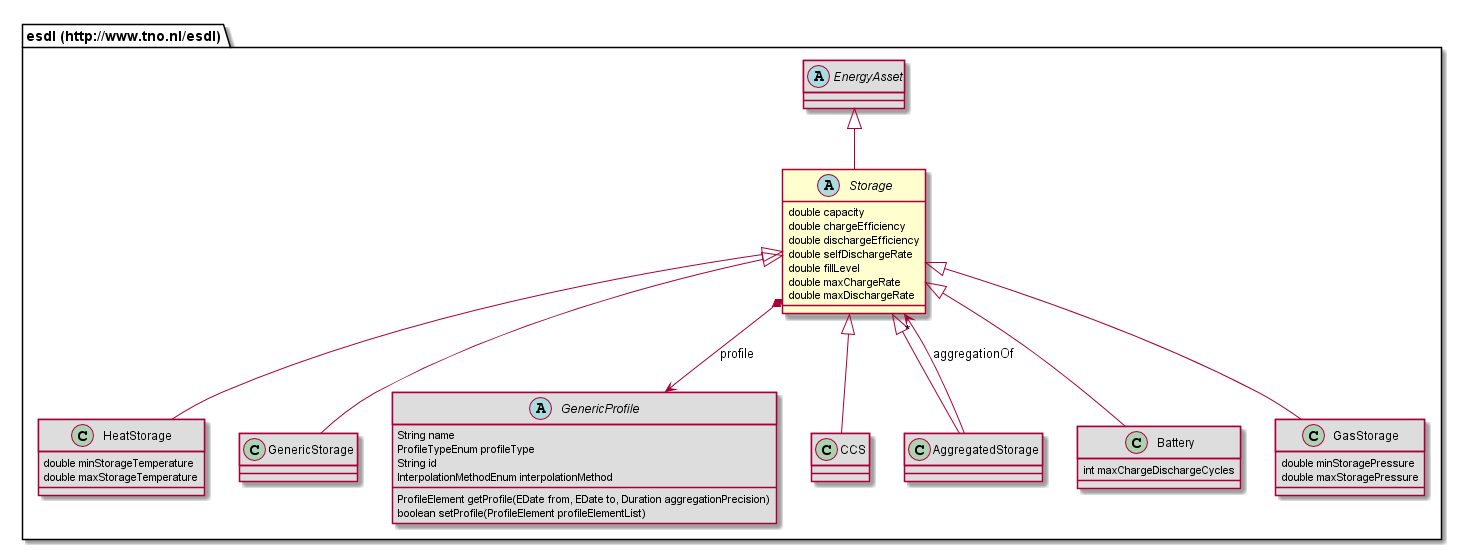 esdl (http://www.tno.nl/esdl)
A EnergyAsset
A Storage
double capacity
double chargeEfficiency
double dischargeEfficiency
double selfDischargeRate
double fillLevel
double maxChargeRate
double maxDischargeRate
profile
*
aggregationOf
C HeatStorage
double minStorageTemperature
double maxStorageTemperature
C GenericStorage
A GenericProfile
String name
ProfileTypeEnum profileType
String id
InterpolationMethodEnum interpolationMethod
ProfileElement getProfile(EDate from, EDate to, Duration aggregationPrecision)
boolean setProfile(ProfileElement profileElementList)
C CCS
C AggregatedStorage
C Battery
int maxChargeDischargeCycles
C GasStorage
double minStoragePressure
double maxStoragePressure